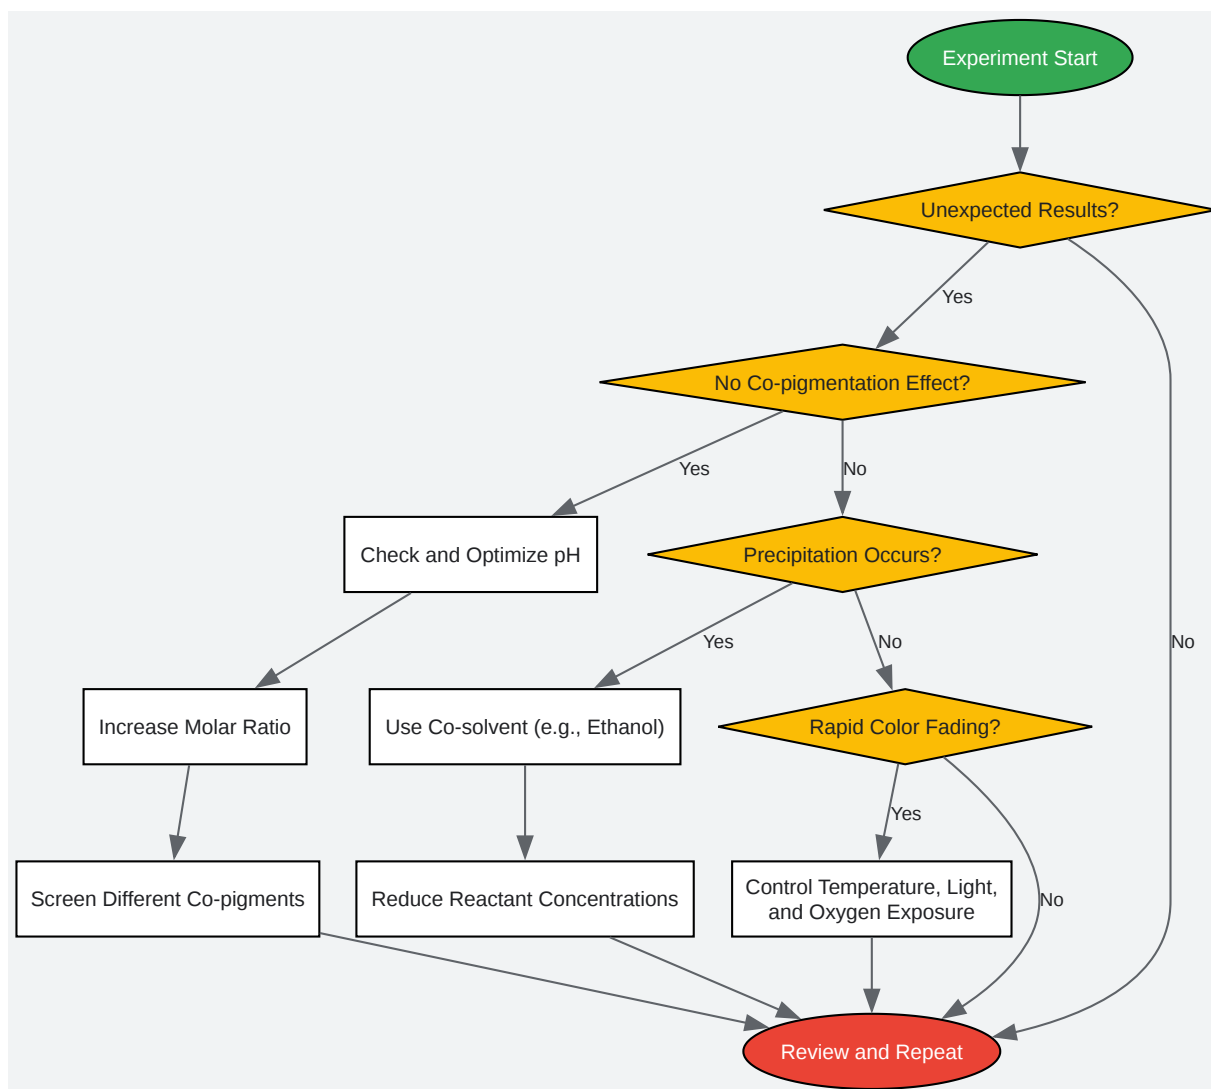 Experiment Start
Unexpected Results?
Yes
No Co-pigmentation Effect?
Yes
No
Check and Optimize pH
Precipitation Occurs?
Yes
No
No
Increase Molar Ratio
Use Co-solvent (e.g., Ethanol)
Rapid Color Fading?
Yes
Screen Different Co-pigments
Reduce Reactant Concentrations
Control Temperature, Light,
and Oxygen Exposure
No
Review and Repeat